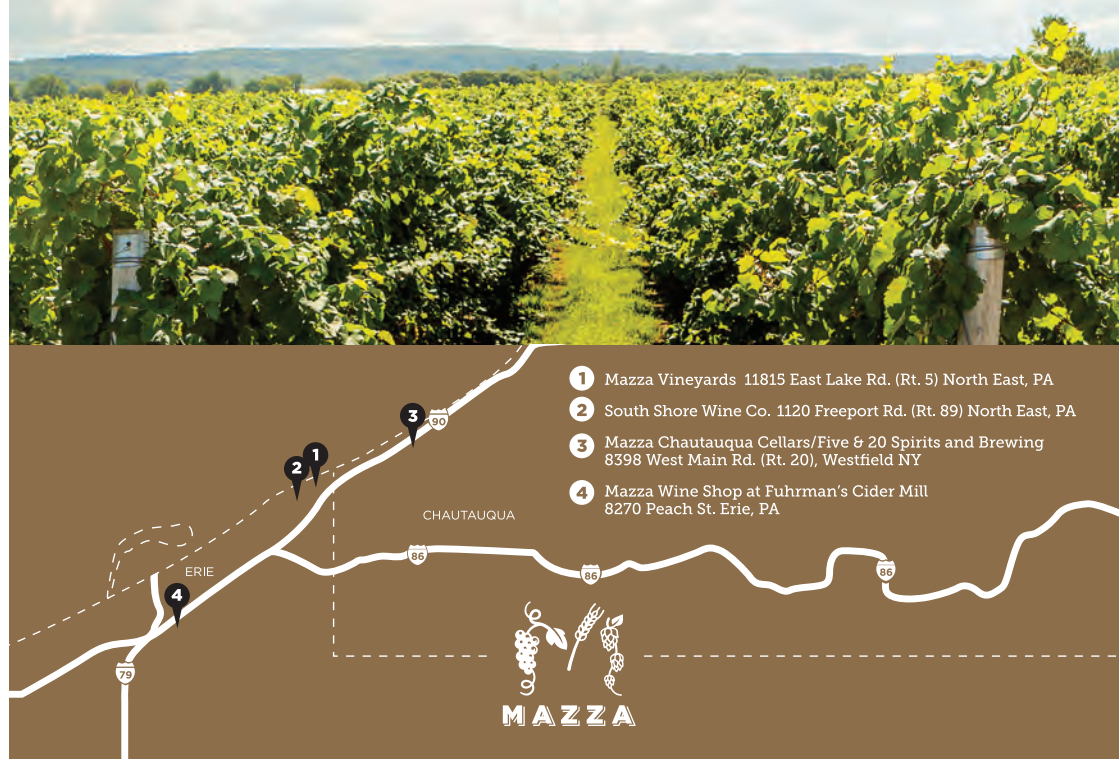 1 Mazza Vineyards 11815 East Lake Rd. (Rt. 5) North East, PA
2 South Shore Wine Co. 1120 Freeport Rd. (Rt. 89) North East, PA
3 Mazza Chautauqua Cellars/Five & 20 Spirits and Brewing
8398 West Main Rd. (Rt. 20), Westfield NY
4 Mazza Wine Shop at Fuhrman's Cider Mill
8270 Peach St. Erie, PA
3
90
1
2
CHAUTAUQUA
86
86
86
ERIE
4
79
MAZZA